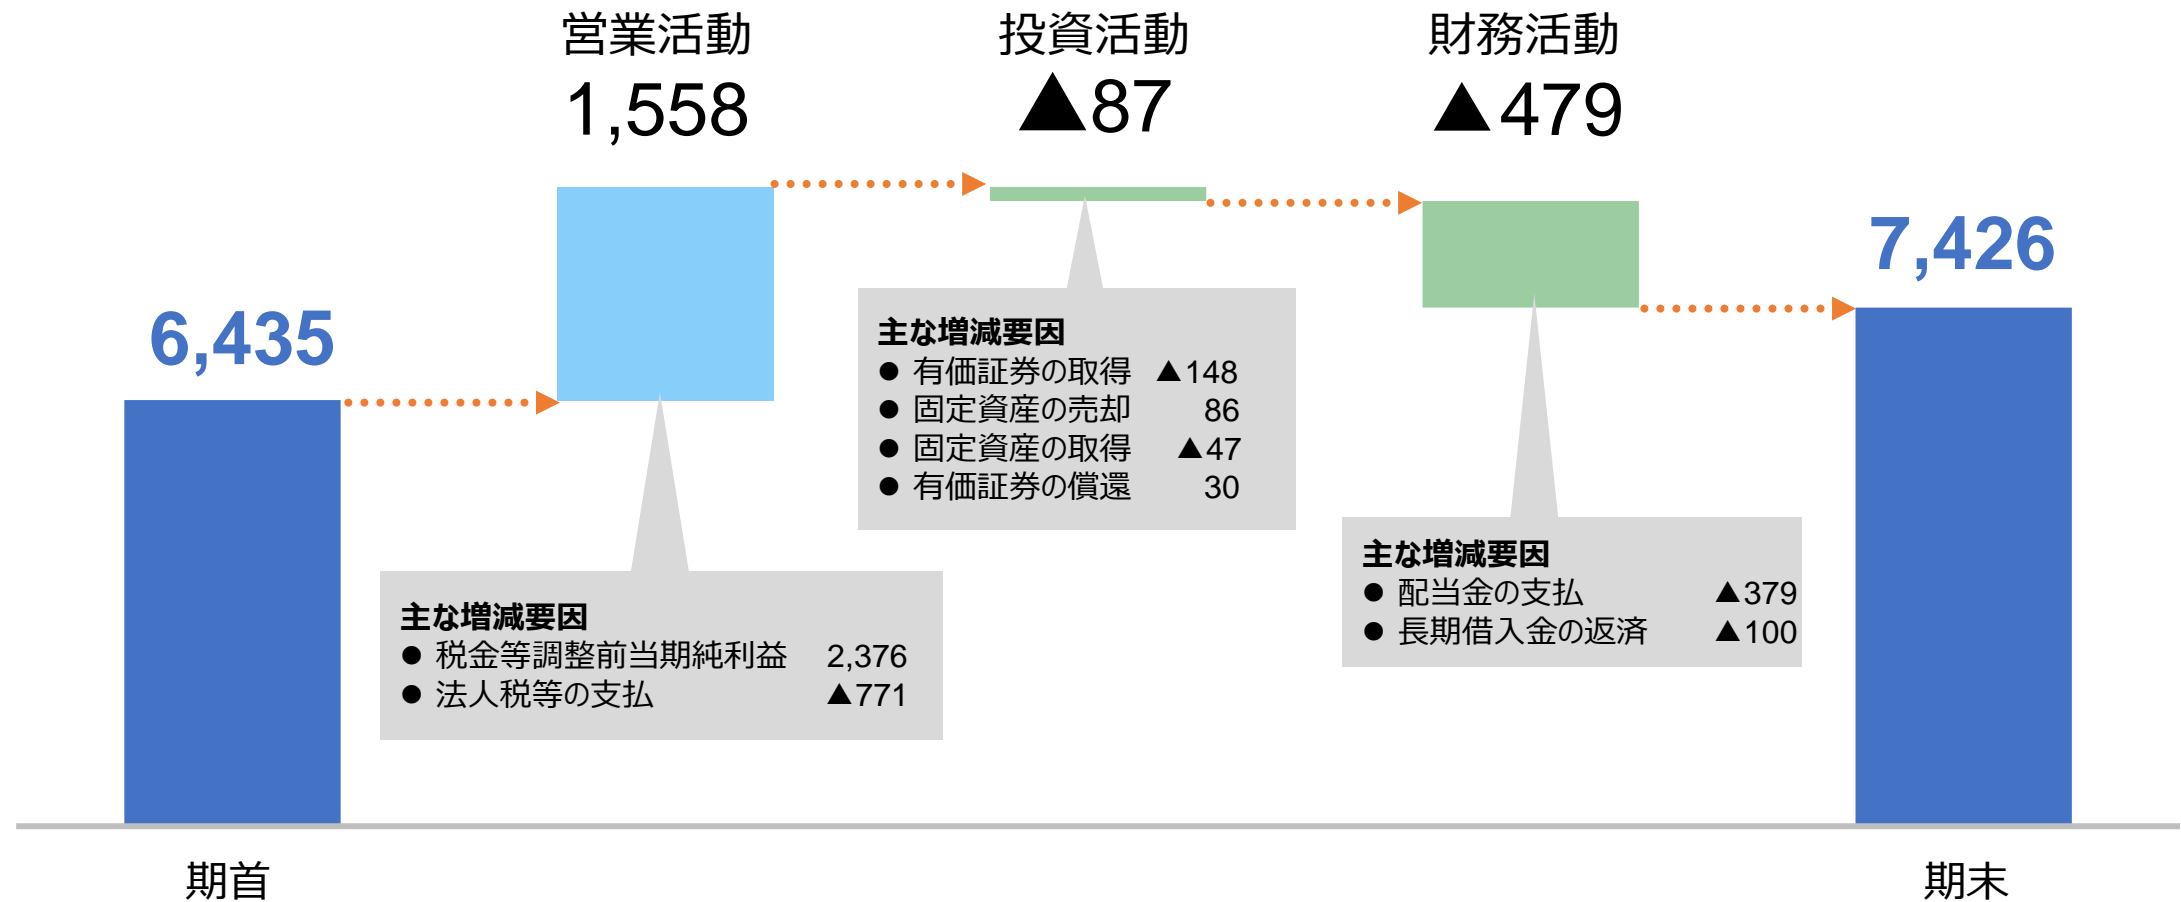 営業活動
1,558
投資活動
▲87
財務活動
▲479
6,435
7,426
主な増減要因
● 有価証券の取得 ▲148
● 固定資産の売却 86
● 固定資産の取得 ▲47
● 有価証券の償還 30
主な増減要因
● 配当金の支払 ▲379
● 長期借入金の返済 ▲100
主な増減要因
● 税金等調整前当期純利益 2,376
● 法人税等の支払 ▲771
期首
期末